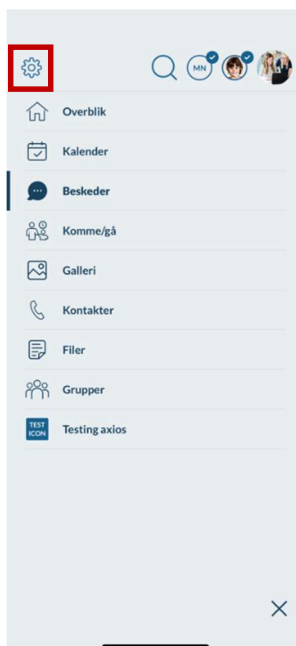 MN
Overblik
Kalender
Beskeder
Komme/gå
Galleri
Kontakter
Filer
Grupper
TEST
ICON
Testing axios